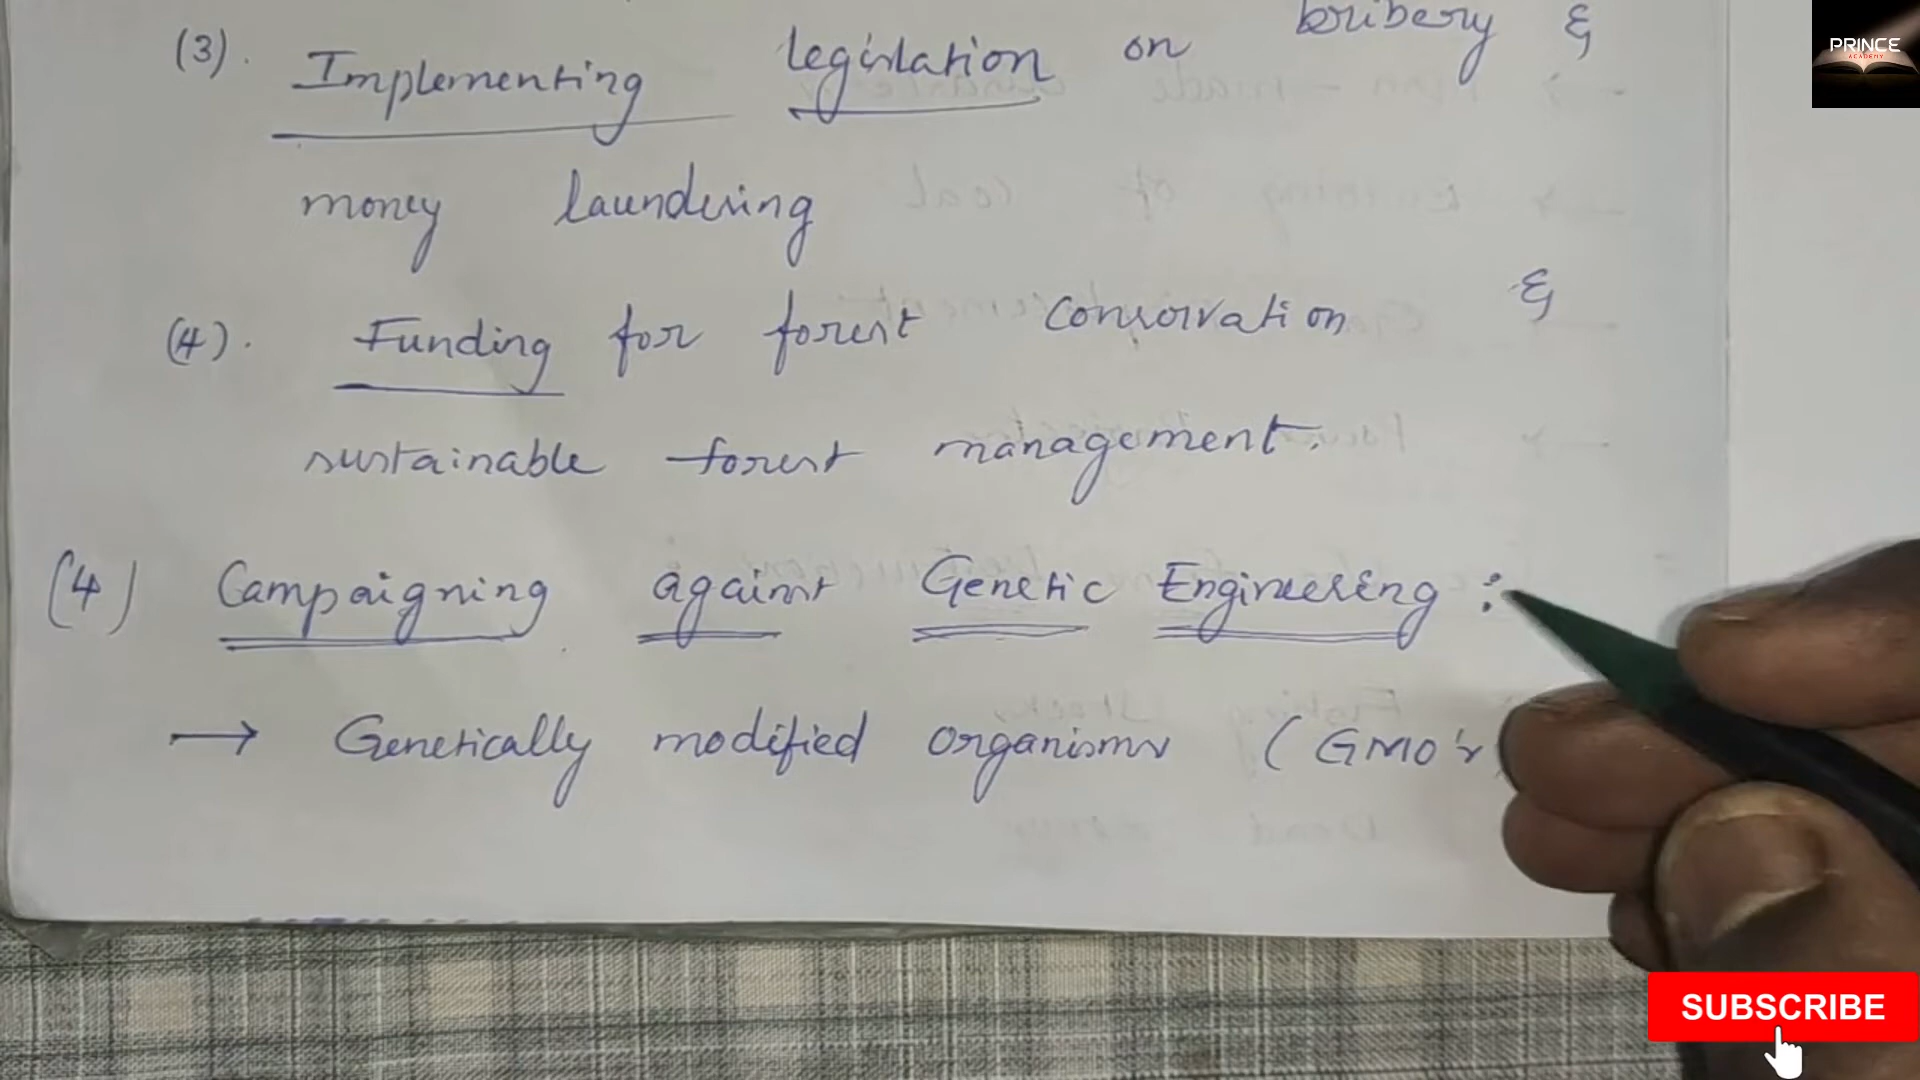 (3). Implementing legislation on bribery &
money laundering
(4). Funding for forest conservation &
sustainable forest management.
(4) Campaigning against Genetic Engineering :
→ Genetically modified organisms (GMO's
PRINCE
ACADEMY
SUBSCRIBE